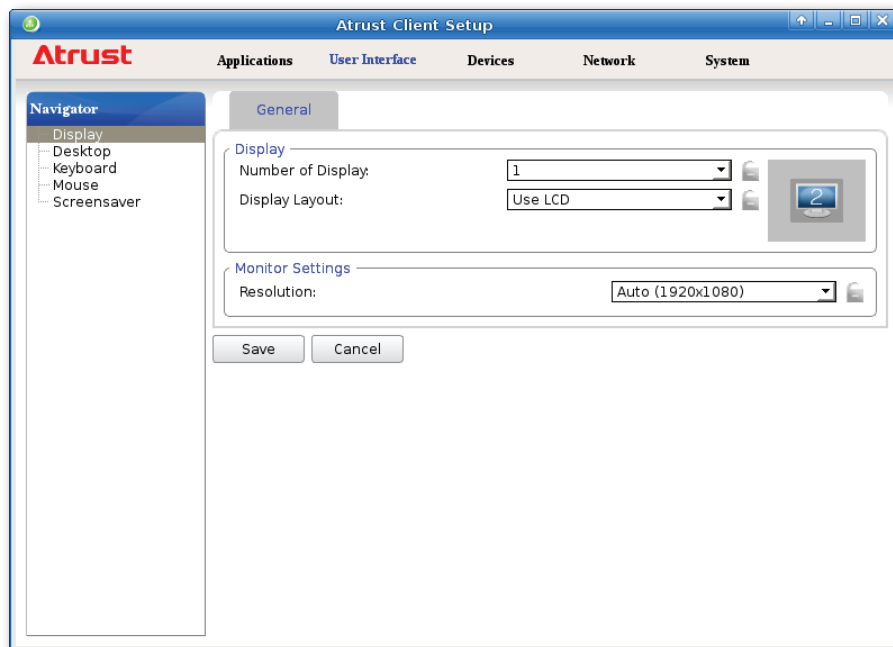 Atrust Client Setup
Atrust
Applications User Interface Devices Network System
Navigator
Display
Desktop
Keyboard
Mouse
Screensaver
General
Display
Number of Display: 1
Display Layout: Use LCD
2
Monitor Settings
Resolution: Auto (1920x1080)
Save Cancel